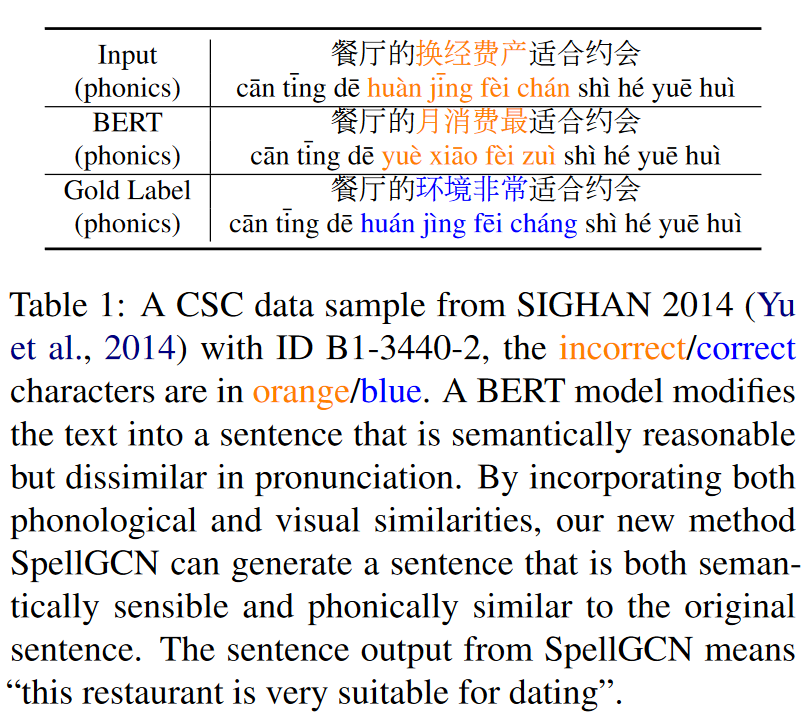 Input 餐厅的换经费产适合约会
(phonics) cān tīng dē huàn jīng fèi chán shì hé yuē huì
BERT 餐厅的月消费最适合约会
(phonics) cān tīng dē yuè xiāo fèi zuì shì hé yuē huì
Gold Label 餐厅的环境非常适合约会
(phonics) cān tīng dē huán jìng fēi cháng shì hé yuē huì
Table 1: A CSC data sample from SIGHAN 2014 (Yu
et al., 2014) with ID B1-3440-2, the incorrect/correct
characters are in orange/blue. A BERT model modifies
the text into a sentence that is semantically reasonable
but dissimilar in pronunciation. By incorporating both
phonological and visual similarities, our new method
SpellGCN can generate a sentence that is both seman-
tically sensible and phonically similar to the original
sentence. The sentence output from SpellGCN means
“this restaurant is very suitable for dating”.